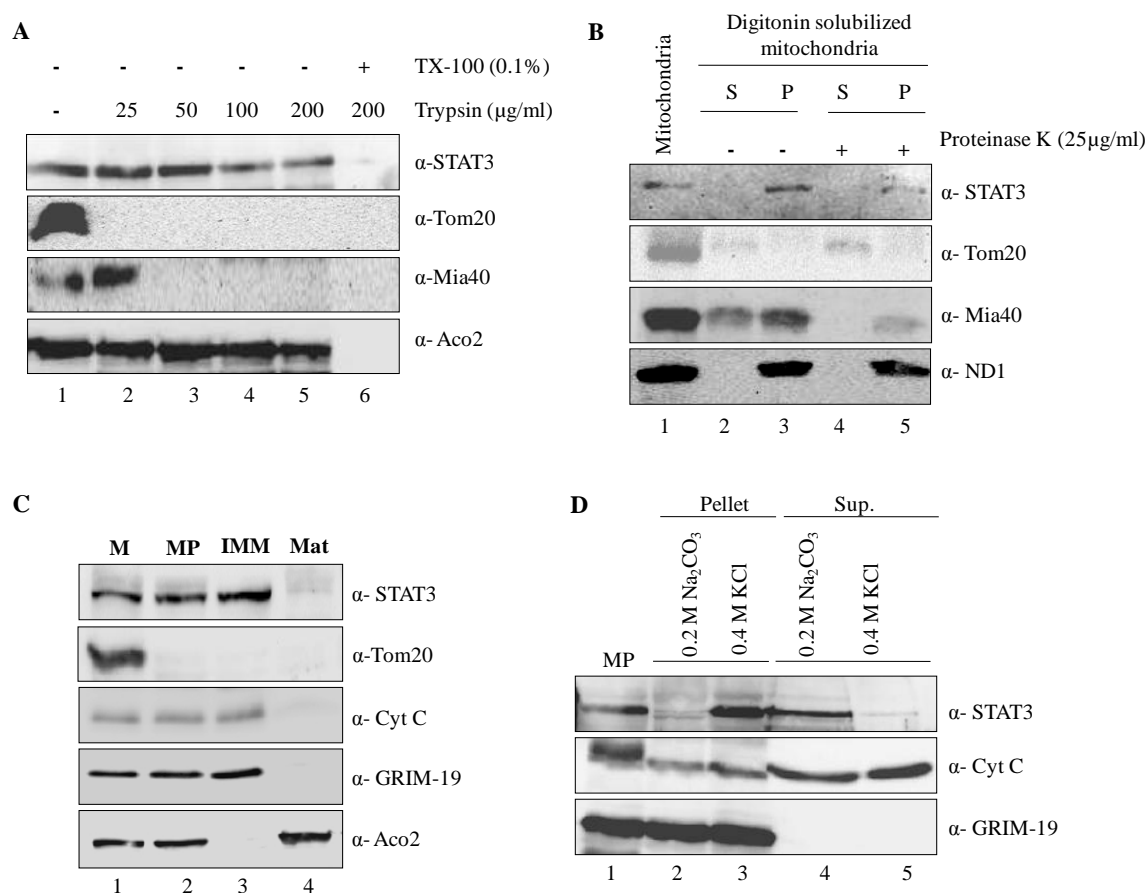 A
- - - - - + TX-100 (0.1%)
- 25 50 100 200 200 Trypsin (µg/ml)
α-STAT3
α-Tom20
α-Mia40
α- Aco2
1 2 3 4 5 6
B
Digitonin solubilized
mitochondria
Mitochondria
S P S P
- - + + Proteinase K (25µg/ml)
α- STAT3
α- Tom20
α- Mia40
α- ND1
1 2 3 4 5
C
M MP IMM Mat
α- STAT3
α-Tom20
α- Cyt C
α- GRIM-19
α- Aco2
1 2 3 4
D
Pellet Sup.
MP 0.2 M Na₂CO₃ 0.4 M KCl 0.2 M Na₂CO₃ 0.4 M KCl
α- STAT3
α- Cyt C
α- GRIM-19
1 2 3 4 5